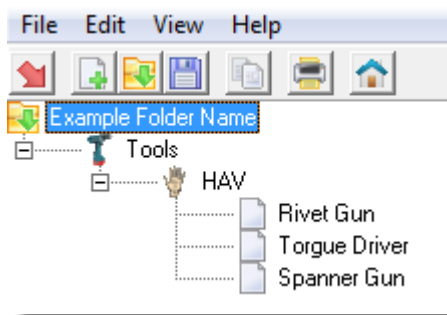 File Edit View Help
Example Folder Name
Tools
HAV
Rivet Gun
Torgue Driver
Spanner Gun